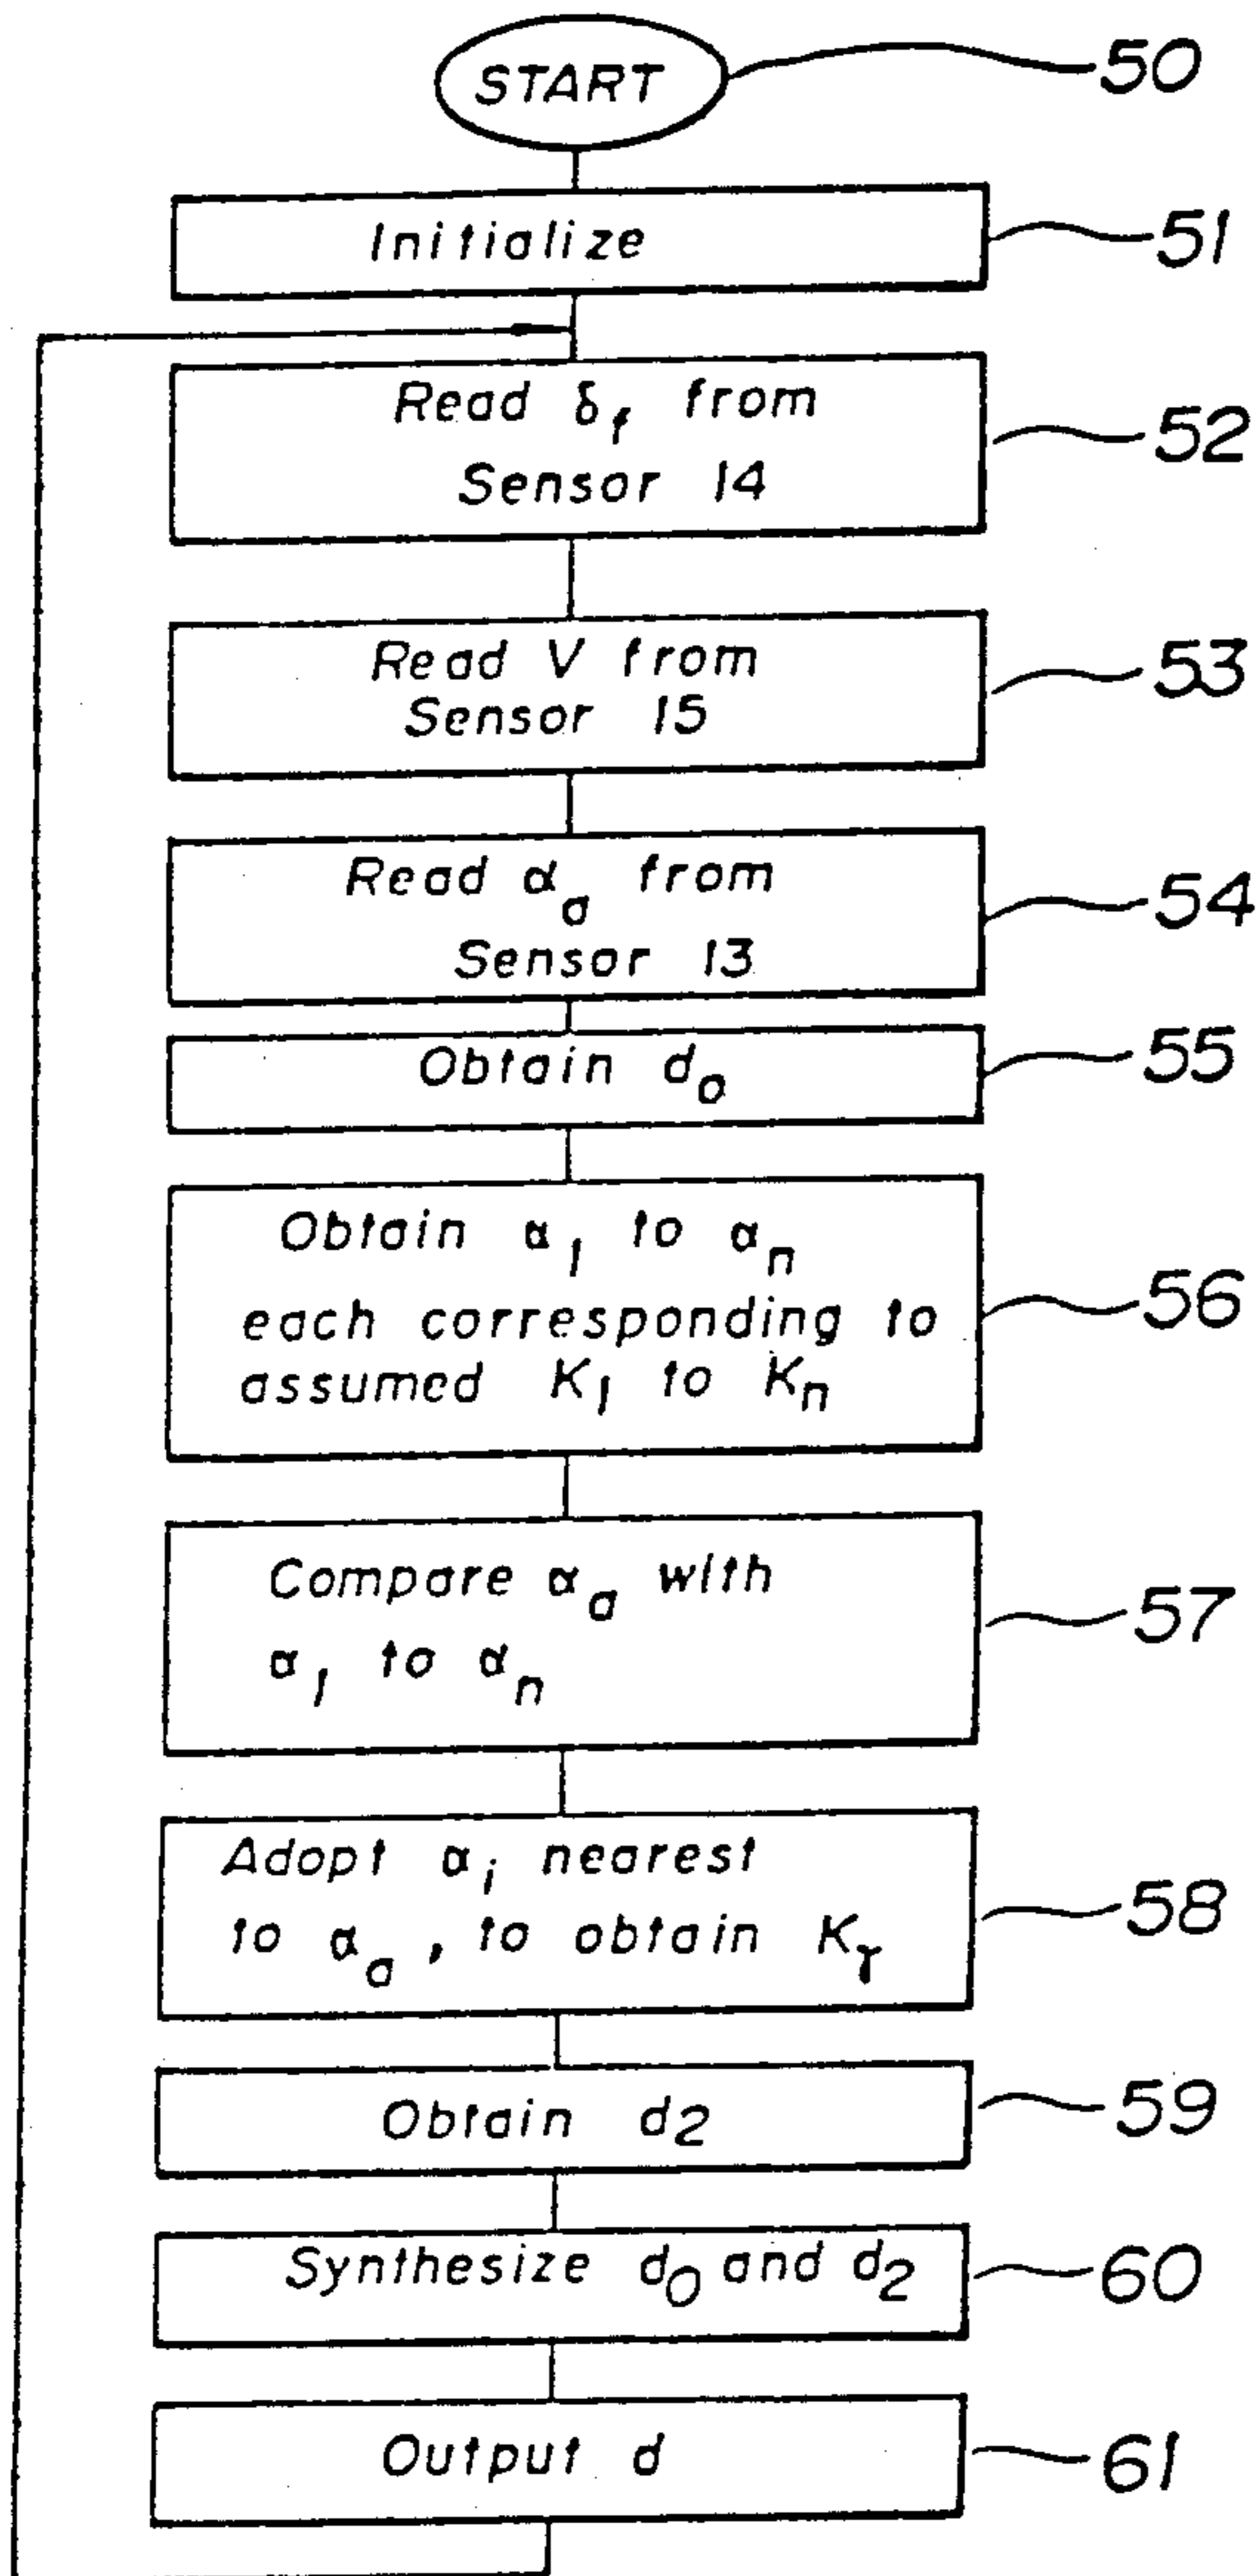 START
50
Initialize
51
Read δf from
Sensor 14
52
Read V from
Sensor 15
53
Read αa from
Sensor 13
54
Obtain do
55
Obtain α1 to αn
each corresponding to
assumed K1 to Kn
56
Compare αa with
α1 to αn
57
Adopt αi nearest
to αa, to obtain Kγ
58
Obtain d2
59
Synthesize d0 and d2
60
Output d
61